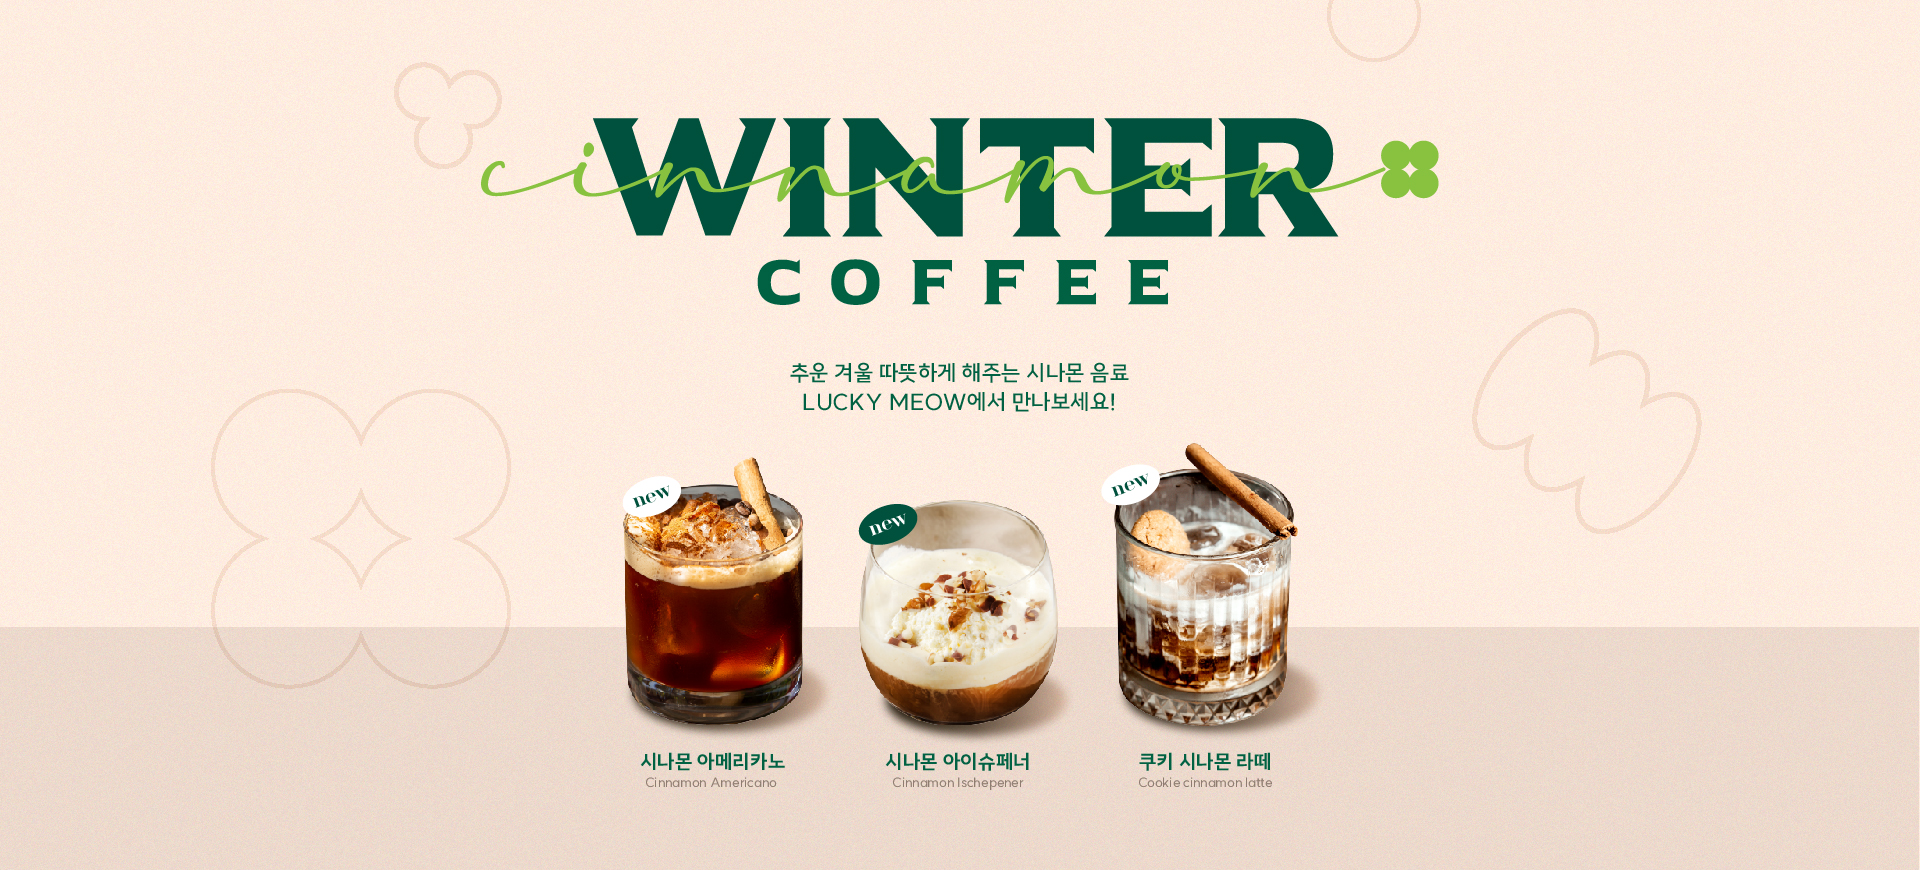 WINTER
cinnamon
COFFEE
추운 겨울 따뜻하게 해주는 시나몬 음료
LUCKY MEOW에서 만나보세요!
new
new
new
시나몬 아메리카노
Cinnamon Americano
시나몬 아이슈페너
Cinnamon Ischepener
쿠키 시나몬 라떼
Cookie cinnamon latte